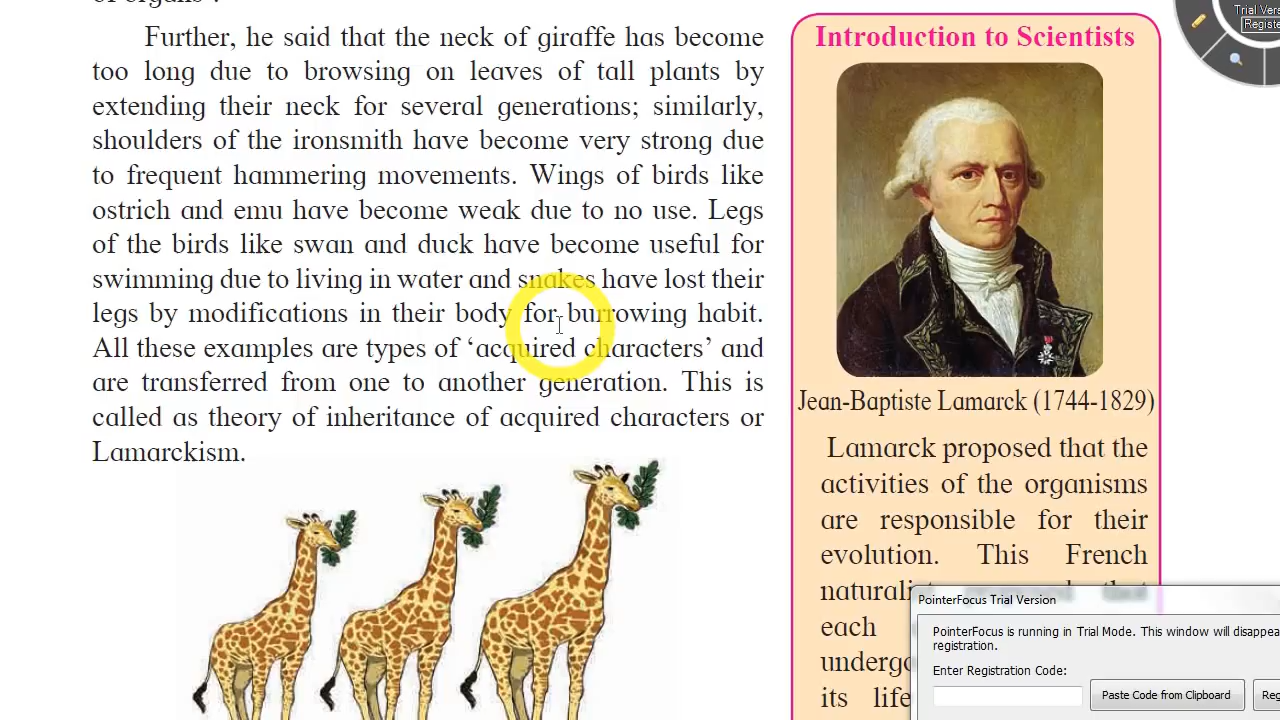 Further, he said that the neck of giraffe has become
too long due to browsing on leaves of tall plants by
extending their neck for several generations; similarly,
shoulders of the ironsmith have become very strong due
to frequent hammering movements. Wings of birds like
ostrich and emu have become weak due to no use. Legs
of the birds like swan and duck have become useful for
swimming due to living in water and snakes have lost their
legs by modifications in their body for burrowing habit.
All these examples are types of ‘acquired characters’ and
are transferred from one to another generation. This is
called as theory of inheritance of acquired characters or
Lamarckism.
Introduction to Scientists
Jean-Baptiste Lamarck (1744-1829)
Lamarck proposed that the
activities of the organisms
are responsible for their
evolution. This French
each
its life
Trial Vers
Register
PointerFocus Trial Version
PointerFocus is running in Trial Mode. This window will disappea
registration.
Enter Registration Code:
Paste Code from Clipboard
Reg